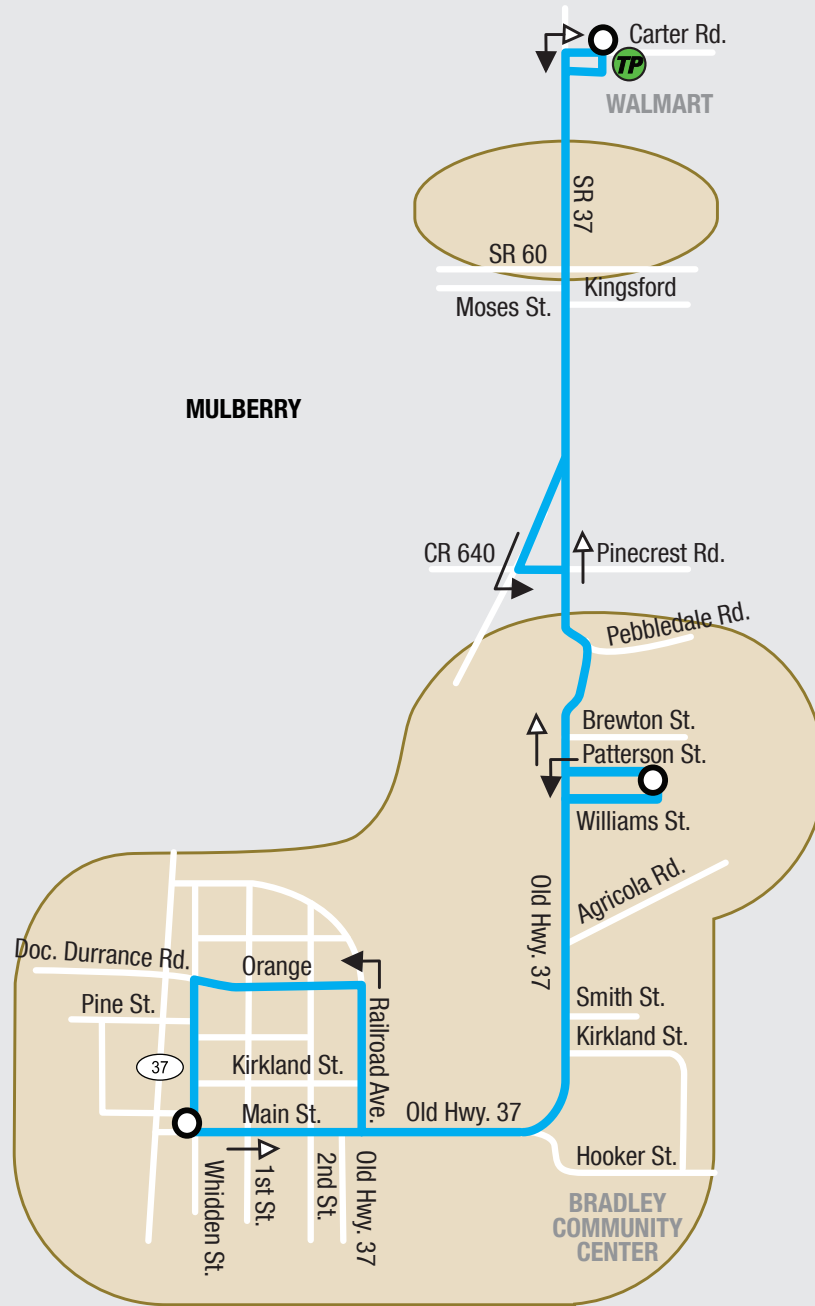 Carter Rd.
TP
WALMART
SR 37
SR 60
Kingsford
Moses St.
MULBERRY
CR 640
Pinecrest Rd.
Pebbledale Rd.
Brewton St.
Patterson St.
Williams St.
Agricola Rd.
Old Hwy. 37
Doc. Durrance Rd.
Orange
Pine St.
Smith St.
Railroad Ave.
Kirkland St.
37
Kirkland St.
Main St.
Old Hwy. 37
Hooker St.
Whidden St.
1st St.
2nd St.
Old Hwy. 37
BRADLEY
COMMUNITY
CENTER